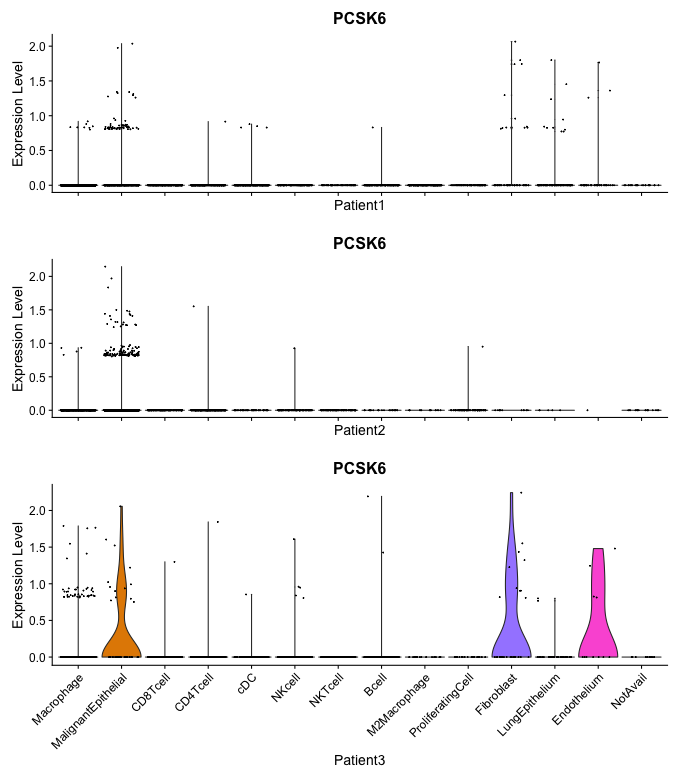 PCSK6
Expression Level
2.0
1.5
1.0
0.5
0.0
Patient1
PCSK6
Expression Level
2.0
1.5
1.0
0.5
0.0
Patient2
PCSK6
Expression Level
2.0
1.5
1.0
0.5
0.0
Macrophage
MalignantEpithelial
CD8Tcell
CD4Tcell
cDC
NKcell
NKTcell
Bcell
M2Macrophage
ProliferatingCell
Fibroblast
LungEpithelium
Endothelium
NotAvail
Patient3